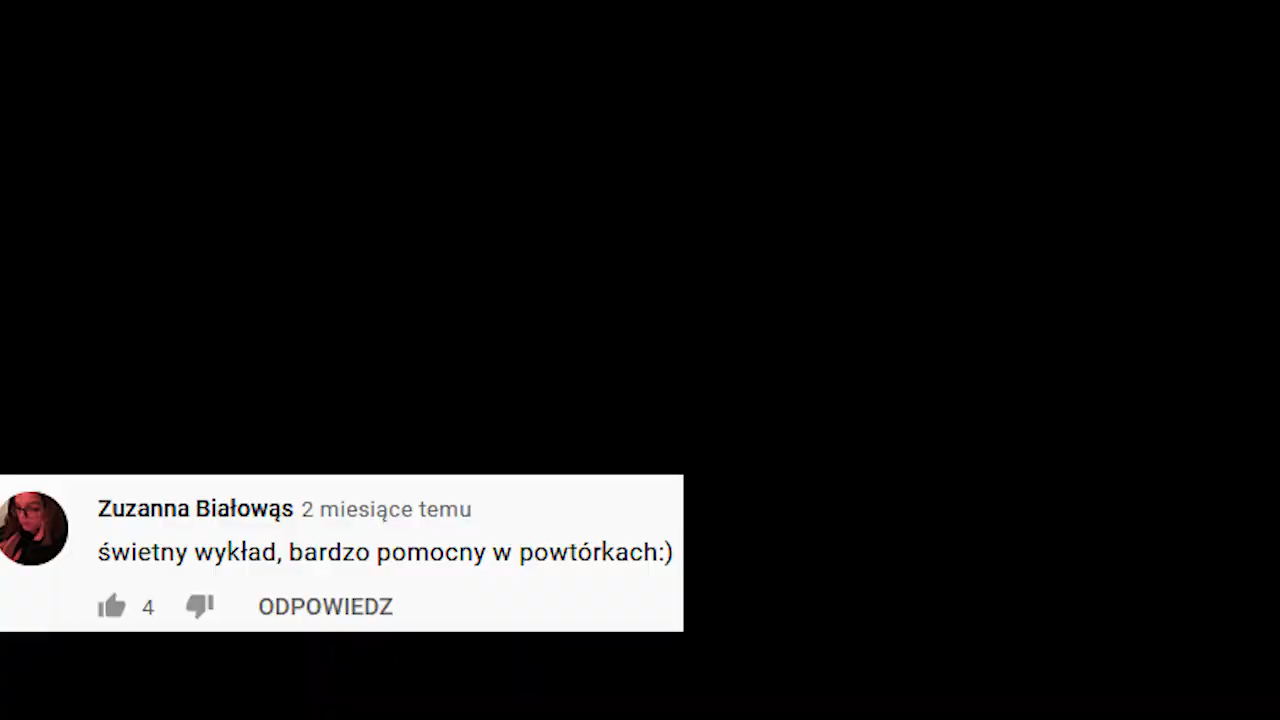 Zuzanna Białowąs 2 miesiące temu
świetny wykład, bardzo pomocny w powtórkach:)
4 ODPOWIEDZ